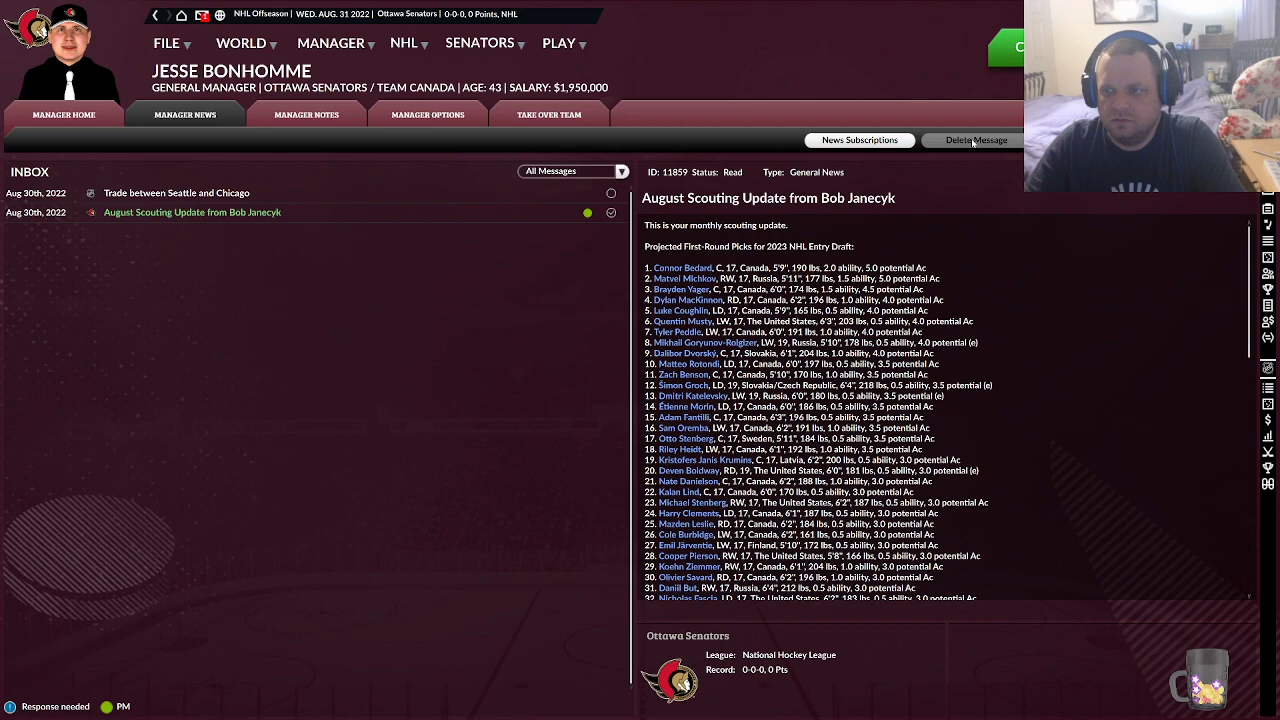 NHL Offseason | WED. AUG. 31 2022 | Ottawa Senators | 0-0-0, 0 Points, NHL
FILE WORLD MANAGER NHL SENATORS PLAY
JESSE BONHOMME
GENERAL MANAGER | OTTAWA SENATORS / TEAM CANADA | AGE: 43 | SALARY: $1,950,000
MANAGER HOME MANAGER NEWS MANAGER NOTES MANAGER OPTIONS TAKE OVER TEAM
News Subscriptions Delete Message
INBOX All Messages
Aug 30th, 2022 Trade between Seattle and Chicago
Aug 30th, 2022 August Scouting Update from Bob Janecyk
ID: 11859 Status: Read Type: General News
August Scouting Update from Bob Janecyk
This is your monthly scouting update.
Projected First-Round Picks for 2023 NHL Entry Draft:
1. Connor Bedard, C, 17, Canada, 5'9", 190 lbs, 2.0 ability, 5.0 potential Ac
2. Matvei Michkov, RW, 17, Russia, 5'11", 177 lbs, 1.5 ability, 5.0 potential Ac
3. Brayden Yager, C, 17, Canada, 6'0", 174 lbs, 1.5 ability, 4.5 potential Ac
4. Dylan MacKinnon, RD, 17, Canada, 6'2", 196 lbs, 1.0 ability, 4.0 potential Ac
5. Luke Coughlin, LD, 17, Canada, 5'9", 165 lbs, 0.5 ability, 4.0 potential Ac
6. Quentin Musty, LW, 17, The United States, 6'3", 203 lbs, 0.5 ability, 4.0 potential Ac
7. Tyler Peddle, LW, 17, Canada, 6'0", 191 lbs, 1.0 ability, 4.0 potential Ac
8. Mikhail Goryunov-Rolgizer, LW, 19, Russia, 5'10", 178 lbs, 0.5 ability, 4.0 potential (e)
9. Dalibor Dvorský, C, 17, Slovakia, 6'1", 204 lbs, 1.0 ability, 4.0 potential Ac
10. Matteo Rotondi, LD, 17, Canada, 6'0", 197 lbs, 0.5 ability, 3.5 potential Ac
11. Zach Benson, C, 17, Canada, 5'10", 170 lbs, 1.0 ability, 3.5 potential Ac
12. Šimon Groch, LD, 19, Slovakia/Czech Republic, 6'4", 218 lbs, 0.5 ability, 3.5 potential (e)
13. Dmitri Katelevsky, LW, 19, Russia, 6'0", 180 lbs, 0.5 ability, 3.5 potential (e)
14. Étienne Morin, LD, 17, Canada, 6'0", 186 lbs, 0.5 ability, 3.5 potential Ac
15. Adam Fantilli, C, 17, Canada, 6'3", 196 lbs, 0.5 ability, 3.5 potential Ac
16. Sam Oremba, LW, 17, Canada, 6'2", 191 lbs, 1.0 ability, 3.5 potential Ac
17. Otto Stenberg, C, 17, Sweden, 5'11", 184 lbs, 0.5 ability, 3.5 potential Ac
18. Riley Heidt, LW, 17, Canada, 6'1", 192 lbs, 1.0 ability, 3.5 potential Ac
19. Kristofers Janis Krumins, C, 17, Latvia, 6'2", 200 lbs, 0.5 ability, 3.0 potential Ac
20. Deven Boldway, RD, 19, The United States, 6'0", 181 lbs, 0.5 ability, 3.0 potential (e)
21. Nate Danielson, C, 17, Canada, 6'2", 188 lbs, 1.0 ability, 3.0 potential Ac
22. Kalan Lind, C, 17, Canada, 6'0", 170 lbs, 0.5 ability, 3.0 potential Ac
23. Michael Stenberg, RW, 17, The United States, 6'2", 187 lbs, 0.5 ability, 3.0 potential Ac
24. Harry Clements, LD, 17, Canada, 6'1", 187 lbs, 0.5 ability, 3.0 potential Ac
25. Mazden Leslie, RD, 17, Canada, 6'2", 184 lbs, 0.5 ability, 3.0 potential Ac
26. Cole Burbidge, LW, 17, Canada, 6'2", 161 lbs, 0.5 ability, 3.0 potential Ac
27. Emil Järventie, LW, 17, Finland, 5'10", 172 lbs, 0.5 ability, 3.0 potential Ac
28. Cooper Pierson, RW, 17, The United States, 5'8", 166 lbs, 0.5 ability, 3.0 potential Ac
29. Koehn Ziemmer, RW, 17, Canada, 6'1", 204 lbs, 1.0 ability, 3.0 potential Ac
30. Olivier Savard, RD, 17, Canada, 6'2", 196 lbs, 1.0 ability, 3.0 potential Ac
31. Daniil But, RW, 17, Russia, 6'4", 212 lbs, 0.5 ability, 3.0 potential Ac
32. Nicholas Fascia, LD, 17, The United States, 6'2", 183 lbs, 0.5 ability, 3.0 potential Ac
Ottawa Senators
League: National Hockey League
Record: 0-0-0, 0 Pts
Response needed PM